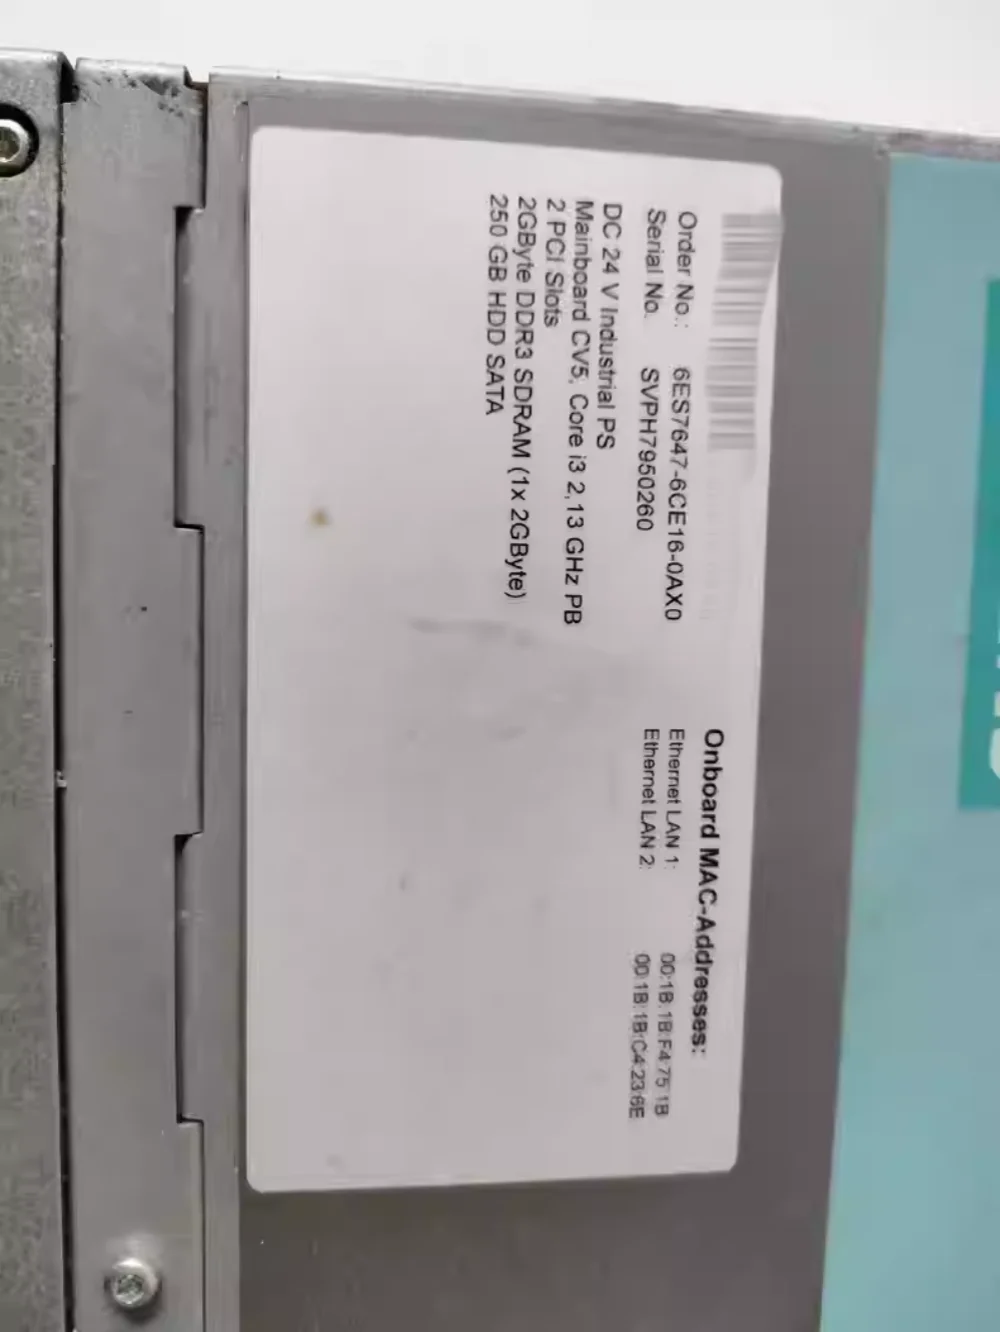 Order No.: 6ES7647-6CE16-0AX0
Serial No. SVPH7950260
DC 24 V Industrial PS
Mainboard CV5, Core i3 2,13 GHz PB
2 PCI Slots
2GByte DDR3 SDRAM (1x 2GByte)
250 GB HDD SATA
Onboard MAC-Addresses:
Ethernet LAN 1: 00:1B:1B:F4:75:1B
Ethernet LAN 2: 00:1B:1B:C4:23:6E